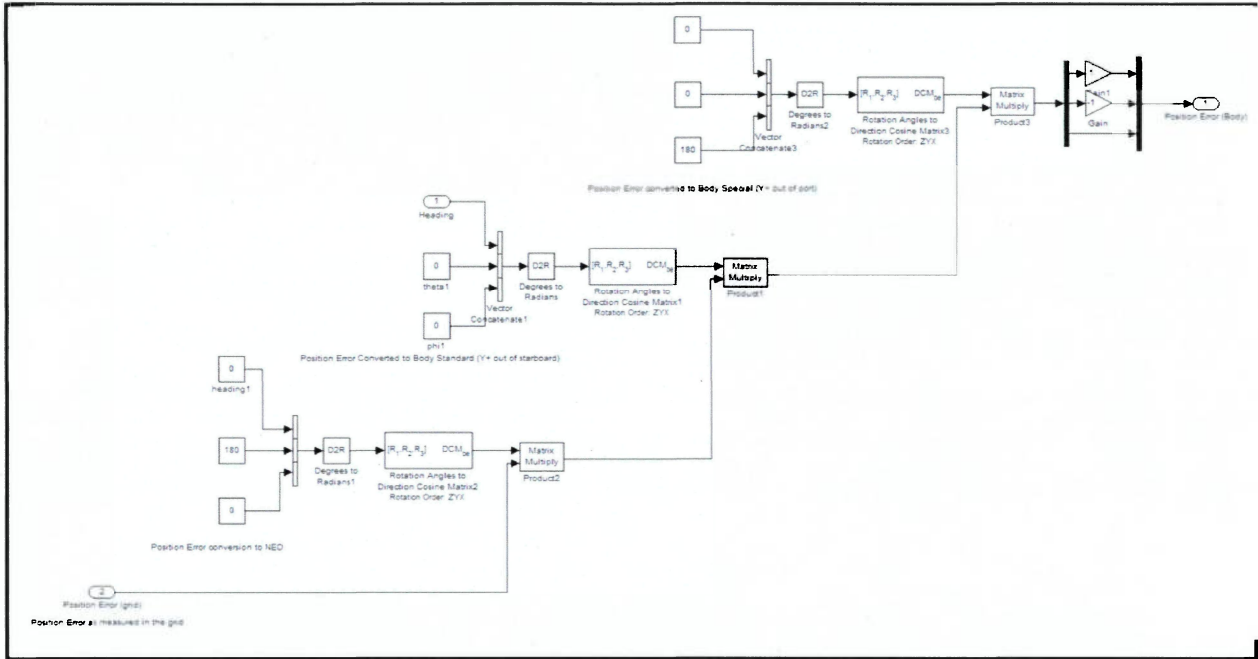 0
0
180
D2R
Degrees to
Radians2
Vector
Concatenate3
[R1,R2,R3] DCMbe
Rotation Angles to
Direction Cosine Matrix3
Rotation Order: ZYX
Matrix
Multiply
Product3
-1
Gain
1
Position Error (Body)
Position Error converted to Body Special (Y+ out of port)
1
Heading
0
theta1
0
phi1
Vector
Concatenate1
D2R
Degrees to
Radians
[R1,R2,R3] DCMbe
Rotation Angles to
Direction Cosine Matrix1
Rotation Order: ZYX
Matrix
Multiply
Product1
Position Error Converted to Body Standard (Y+ out of starboard)
0
heading1
180
0
D2R
Degrees to
Radians1
[R1,R2,R3] DCMbe
Rotation Angles to
Direction Cosine Matrix2
Rotation Order: ZYX
Matrix
Multiply
Product2
Position Error conversion to NED
2
Position Error (grid)
Position Error as measured in the grid